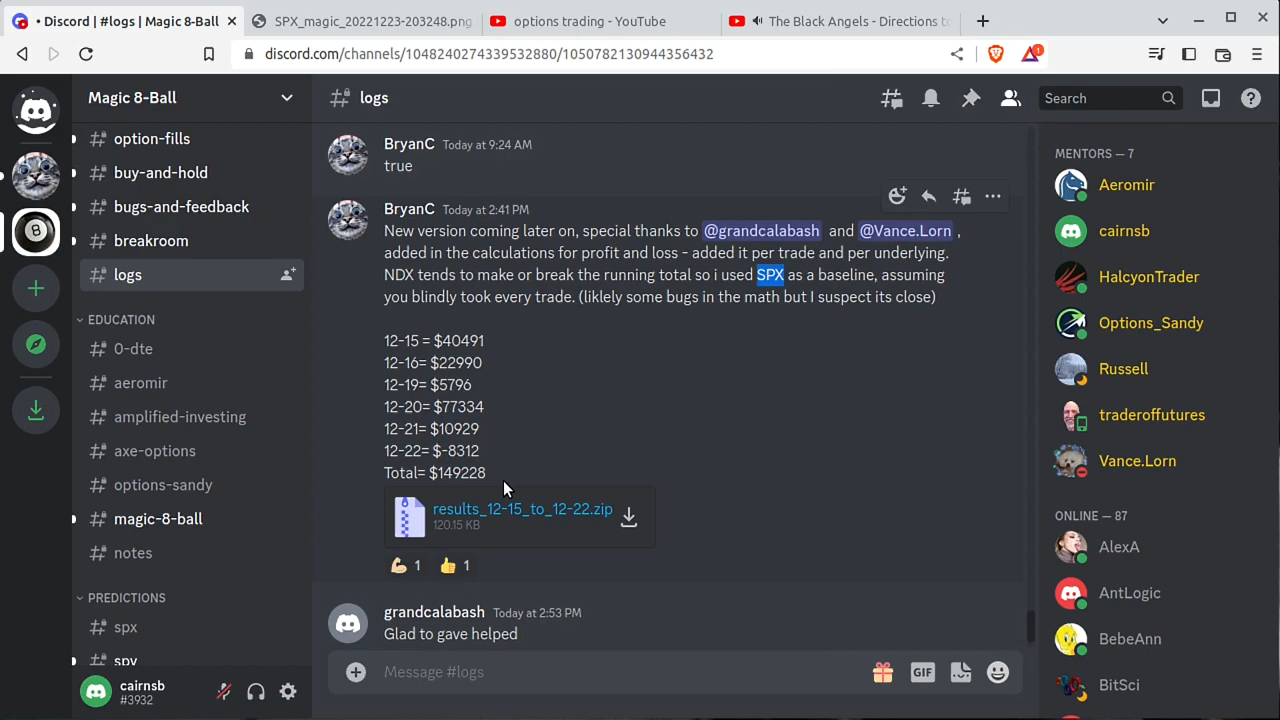 Discord | #logs | Magic 8-Ball
SPX_magic_20221223-203248.png
options trading - YouTube
The Black Angels - Directions to
discord.com/channels/1048240274339532880/1050782130944356432
1
Magic 8-Ball
logs
Search
8
option-fills
buy-and-hold
bugs-and-feedback
breakroom
logs
EDUCATION
0-dte
aeromir
amplified-investing
axe-options
options-sandy
magic-8-ball
notes
PREDICTIONS
spx
spy
cairnsb
#3932
BryanC Today at 9:24 AM
true
BryanC Today at 2:41 PM
New version coming later on, special thanks to @grandcalabash and @Vance.Lorn ,
added in the calculations for profit and loss - added it per trade and per underlying.
NDX tends to make or break the running total so i used SPX as a baseline, assuming
you blindly took every trade. (liklely some bugs in the math but I suspect its close)
12-15 = $40491
12-16= $22990
12-19= $5796
12-20= $77334
12-21= $10929
12-22= $-8312
Total= $149228
results_12-15_to_12-22.zip
120.15 KB
1 1
grandcalabash Today at 2:53 PM
Glad to gave helped
Message #logs
GIF
MENTORS — 7
Aeromir
cairnsb
HalcyonTrader
Options_Sandy
Russell
traderoffutures
Vance.Lorn
ONLINE — 87
AlexA
AntLogic
BebeAnn
BitSci